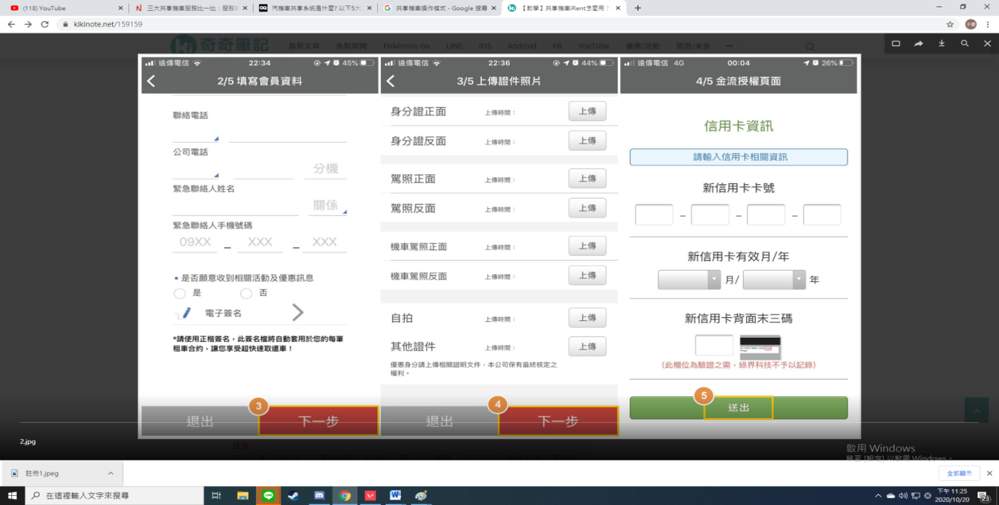 (118) YouTube
三大共享機車服務比一比：服務
汽機車共享系統是什麼? 以下5大
共享機車操作模式 - Google 搜尋
【教學】共享機車iRent怎麼用？
kikinote.net/159159
子慶
奇奇筆記
最新文章 焦點新聞 Pokémon Go LINE iOS Android FB YouTube 優惠/活動 旅遊/美食 ...
遠傳電信 22:34 45%
2/5 填寫會員資料
聯絡電話
公司電話
分機
緊急聯絡人姓名
關係
緊急聯絡人手機號碼
09XX – XXX – XXX
• 是否願意收到相關活動及優惠訊息
是 否
電子簽名
*請使用正楷簽名，此簽名檔將自動套用於您的每筆
租車合約，讓您享受超快速取還車！
3
退出 下一步
遠傳電信 22:36 44%
3/5 上傳證件照片
身分證正面 上傳時間： 上傳
身分證反面 上傳時間： 上傳
駕照正面 上傳時間： 上傳
駕照反面 上傳時間： 上傳
機車駕照正面 上傳時間： 上傳
機車駕照反面 上傳時間： 上傳
自拍 上傳時間： 上傳
其他證件 上傳時間： 上傳
優惠身分請上傳相關證明文件，本公司保有最終核定之
權利。
4
退出 下一步
遠傳電信 4G 00:04 26%
4/5 金流授權頁面
信用卡資訊
請輸入信用卡相關資訊
新信用卡卡號
– – –
新信用卡有效月/年
月/ 年
新信用卡背面末三碼
(此欄位為驗證之需，綠界科技不予以記錄)
5
送出
2.jpg
注意
啟用 Windows
移至 [設定] 以啟用 Windows。
註冊1.jpeg
全部顯示
在這裡輸入文字來搜尋
下午 11:25
2020/10/20
23